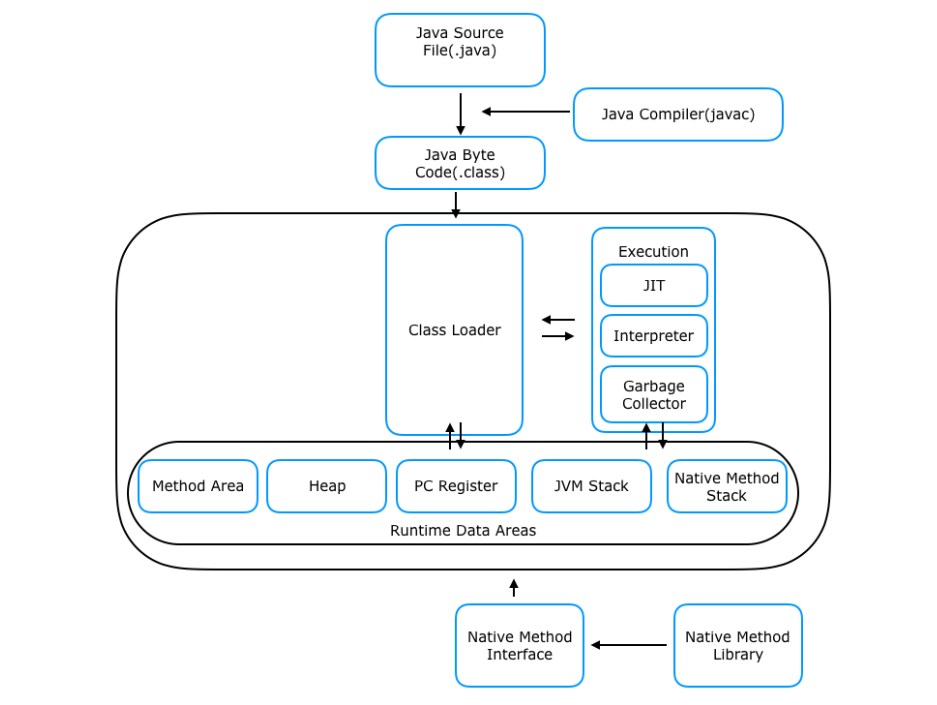 Java Source
File(.java)
Java Compiler(javac)
Java Byte
Code(.class)
Class Loader
Execution
JIT
Interpreter
Garbage
Collector
Method Area
Heap
PC Register
JVM Stack
Native Method
Stack
Runtime Data Areas
Native Method
Interface
Native Method
Library